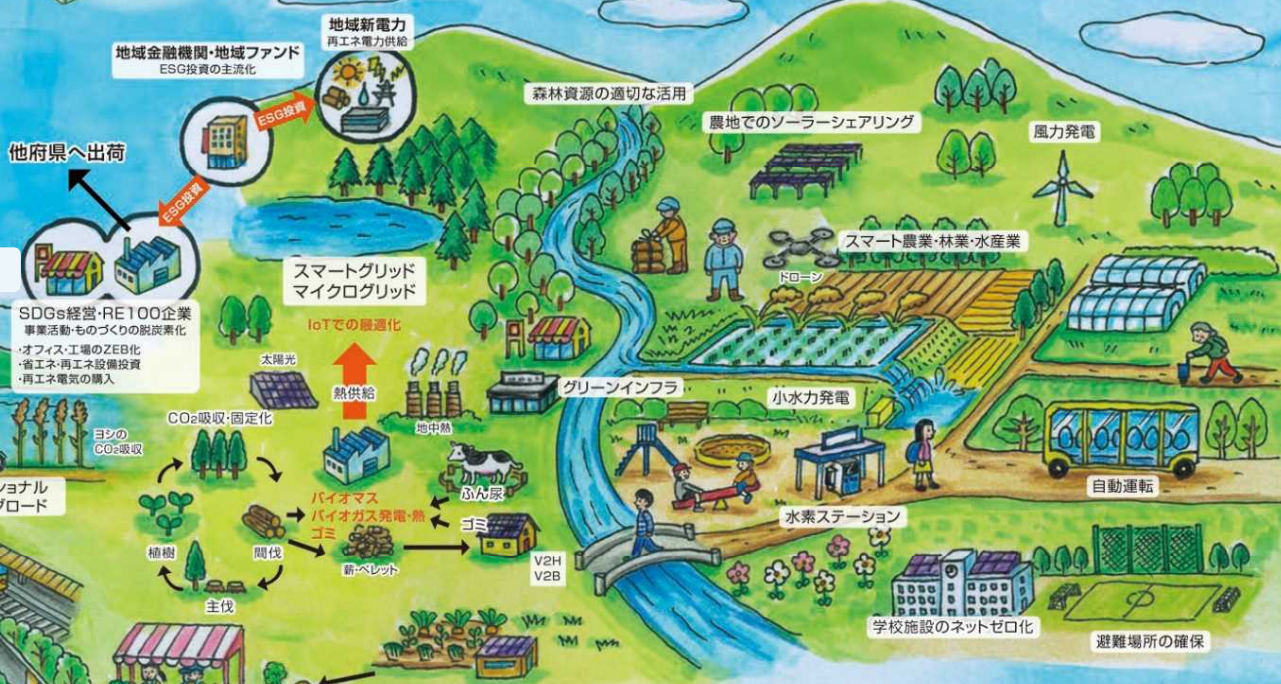 地域新電力
再エネ電力供給
地域金融機関・地域ファンド
ESG投資の主流化
ESG投資
ESG投資
他府県へ出荷
SDGs経営・RE100企業
事業活動・ものづくりの脱炭素化
・オフィス・工場のZEB化
・省エネ・再エネ設備投資
・再エネ電気の購入
森林資源の適切な活用
農地でのソーラーシェアリング
風力発電
スマート農業・林業・水産業
ドローン
スマートグリッド
マイクログリッド
IoTでの最適化
太陽光
熱供給
地中熱
グリーンインフラ
小水力発電
自動運転
水素ステーション
ヨシの
CO2吸収
ショナル
グロード
CO2吸収・固定化
植樹
間伐
主伐
バイオマス
バイオガス発電・熱
ゴミ
ふん尿
ゴミ
薪・ペレット
V2H
V2B
学校施設のネットゼロ化
避難場所の確保